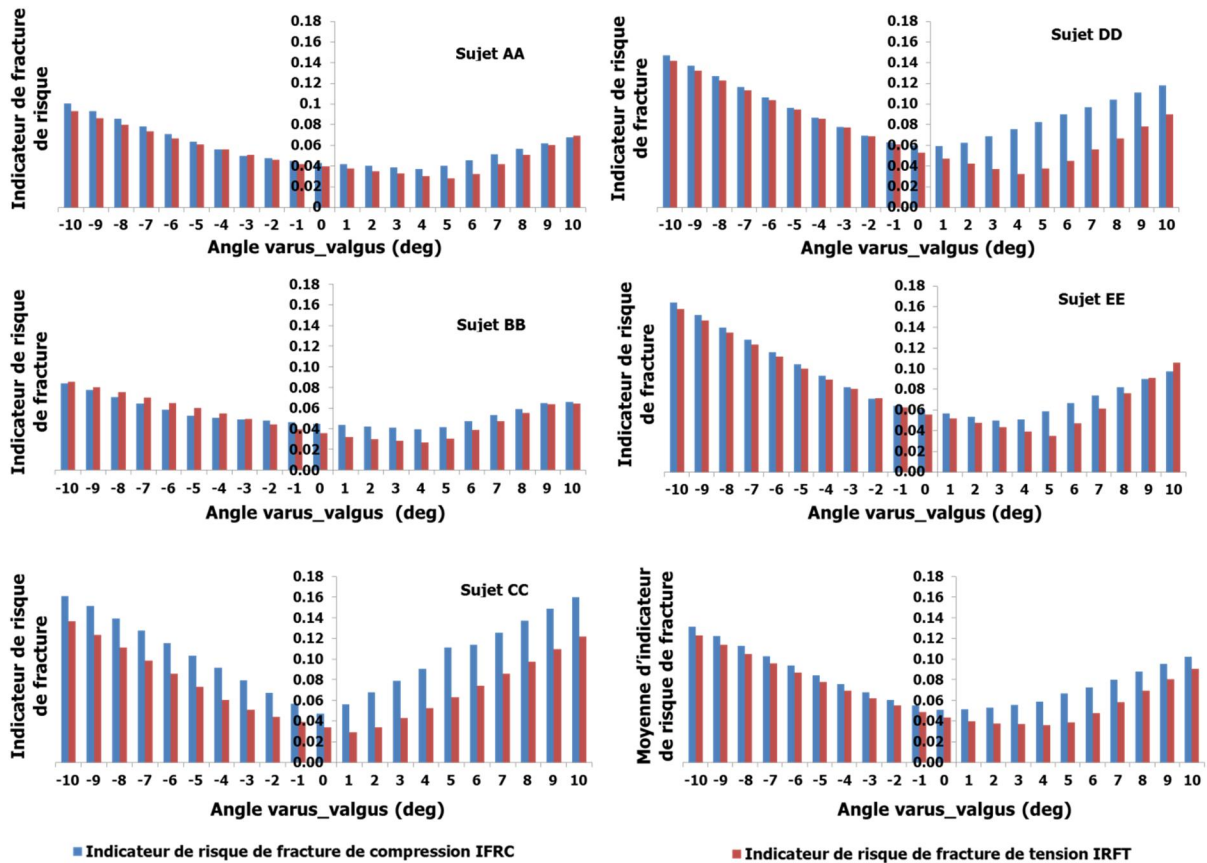 Indicateur de fracture
de risque
Sujet AA
0.18
0.16
0.14
0.12
0.1
0.08
0.06
0.04
0.02
0
-10 -9 -8 -7 -6 -5 -4 -3 -2 -1 0 1 2 3 4 5 6 7 8 9 10
Angle varus_valgus (deg)
Indicateur de risque
de fracture
Sujet DD
0.18
0.16
0.14
0.12
0.1
0.08
0.06
0.04
0.02
0.00
-10 -9 -8 -7 -6 -5 -4 -3 -2 -1 0 1 2 3 4 5 6 7 8 9 10
Angle varus_valgus (deg)
Indicateur de risque
de fracture
Sujet BB
0.18
0.16
0.14
0.12
0.10
0.08
0.06
0.04
0.02
0.00
-10 -9 -8 -7 -6 -5 -4 -3 -2 -1 0 1 2 3 4 5 6 7 8 9 10
Angle varus_valgus (deg)
Indicateur de risque
de fracture
Sujet EE
0.18
0.16
0.14
0.12
0.10
0.08
0.06
0.04
0.02
0.00
-10 -9 -8 -7 -6 -5 -4 -3 -2 -1 0 1 2 3 4 5 6 7 8 9 10
Angle varus_valgus (deg)
Indicateur de risque
de fracture
Sujet CC
0.18
0.16
0.14
0.12
0.10
0.08
0.06
0.04
0.02
0.00
-10 -9 -8 -7 -6 -5 -4 -3 -2 -1 0 1 2 3 4 5 6 7 8 9 10
Angle varus_valgus (deg)
Moyenne d'indicateur
de risque de fracture
0.18
0.16
0.14
0.12
0.10
0.08
0.06
0.04
0.02
0.00
-10 -9 -8 -7 -6 -5 -4 -3 -2 -1 0 1 2 3 4 5 6 7 8 9 10
Angle varus_valgus (deg)
Indicateur de risque de fracture de compression IFRC
Indicateur de risque de fracture de tension IRFT